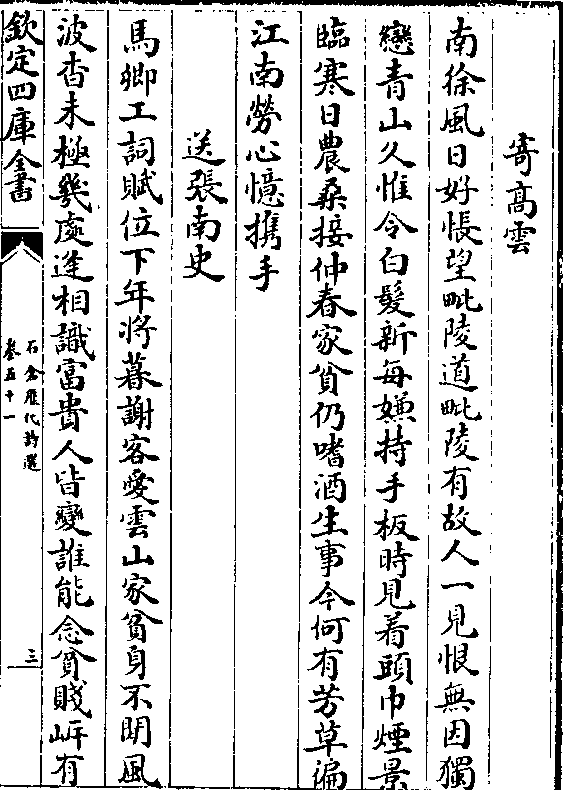 寄高雲
南徐風日好悵望毗陵道毗陵有故人一見恨無因獨
戀青山久惟令白髮新每嫌持手板時見着頭巾煙景
臨寒日農桑接仲春家貧仍嗜酒生事今何有芳草徧
江南勞心憶攜手
送張南史
馬卿工詞賦位下年將暮謝客愛雲山家貧身不閒風
波杳未極幾處逢相識富貴人皆變誰能念貧賤岍有
欽定四庫全書
石倉歷代詩選
卷五十一
三